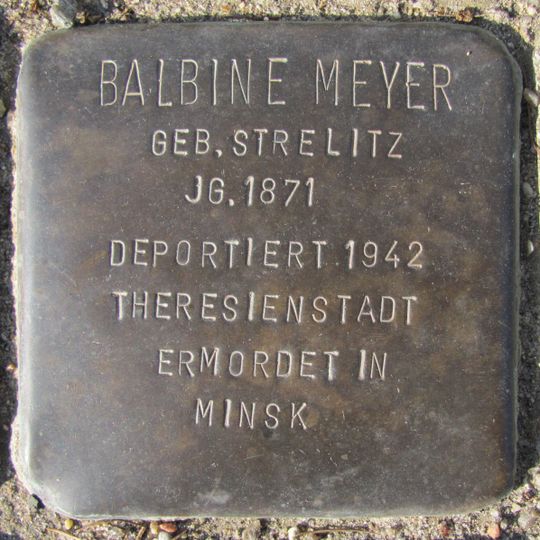 BALBINE MEYER
GEB. STRELITZ
JG. 1871
DEPORTIERT 1942
THERESIENSTADT
ERMORDET IN
MINSK